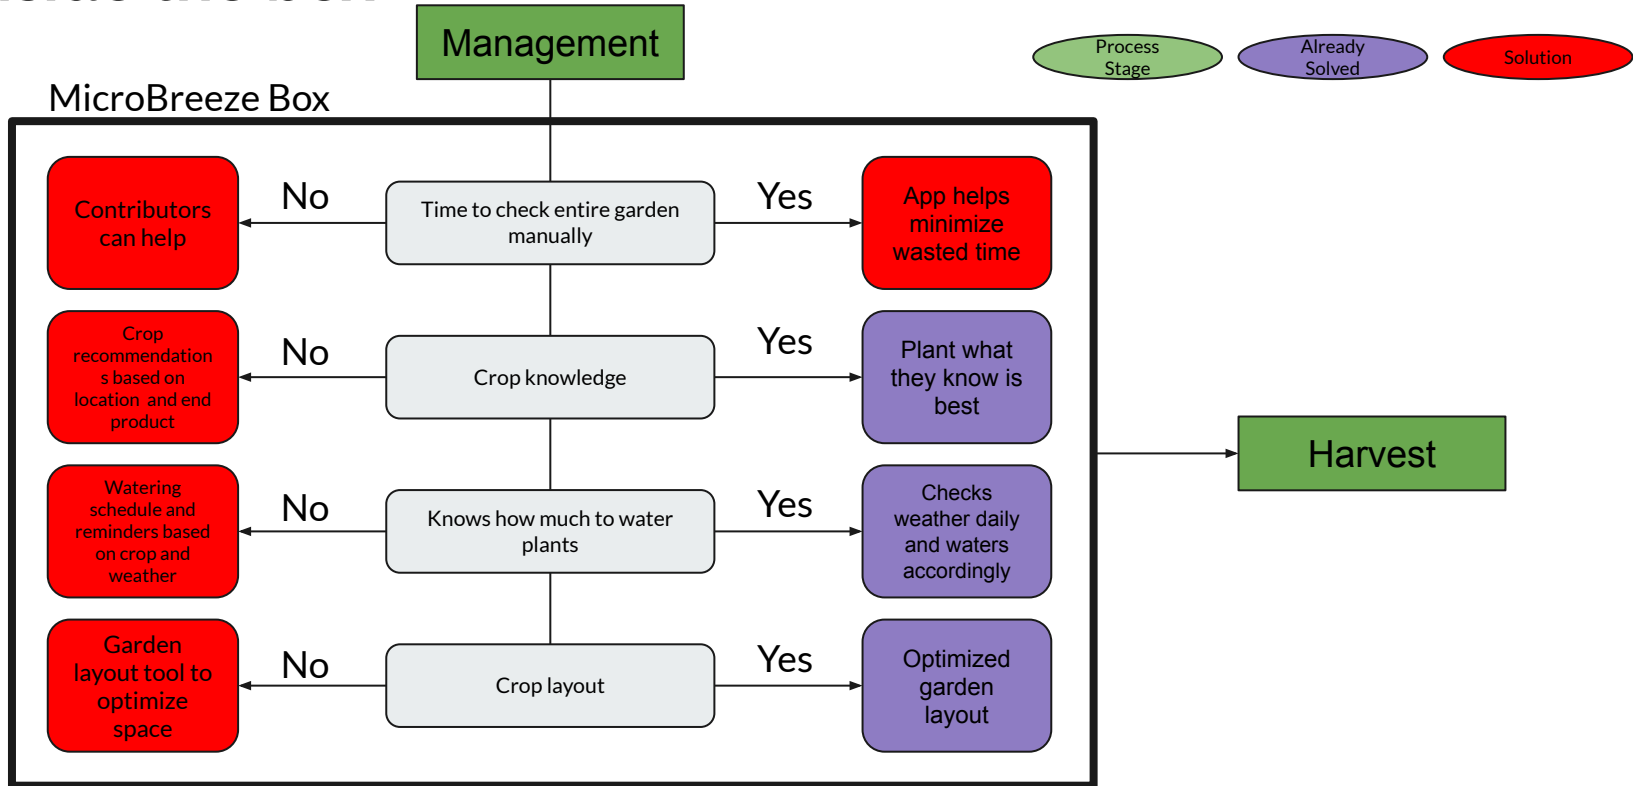 Management
Process
Stage
Already
Solved
Solution
MicroBreeze Box
Contributors
can help
No
Time to check entire garden
manually
Yes
App helps
minimize
wasted time
Crop
recommendation
s based on
location and end
product
No
Crop knowledge
Yes
Plant what
they know is
best
Watering
schedule and
reminders based
on crop and
weather
No
Knows how much to water
plants
Yes
Checks
weather daily
and waters
accordingly
Harvest
Garden
layout tool to
optimize
space
No
Crop layout
Yes
Optimized
garden
layout